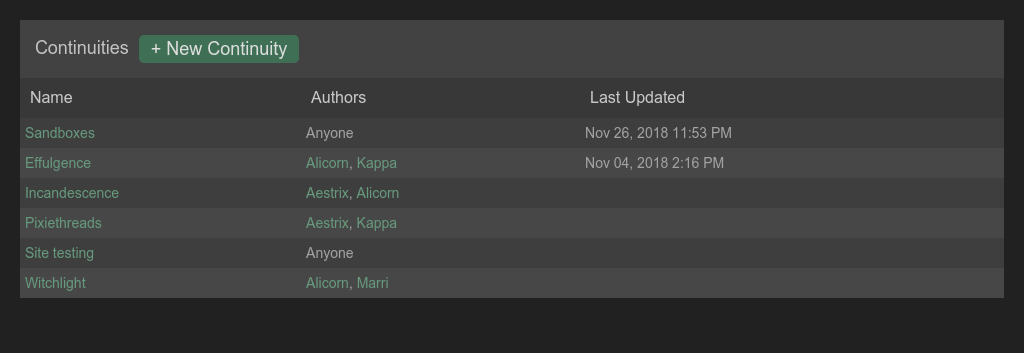 Continuities + New Continuity
Name Authors Last Updated
Sandboxes Anyone Nov 26, 2018 11:53 PM
Effulgence Alicorn, Kappa Nov 04, 2018 2:16 PM
Incandescence Aestrix, Alicorn
Pixiethreads Aestrix, Kappa
Site testing Anyone
Witchlight Alicorn, Marri